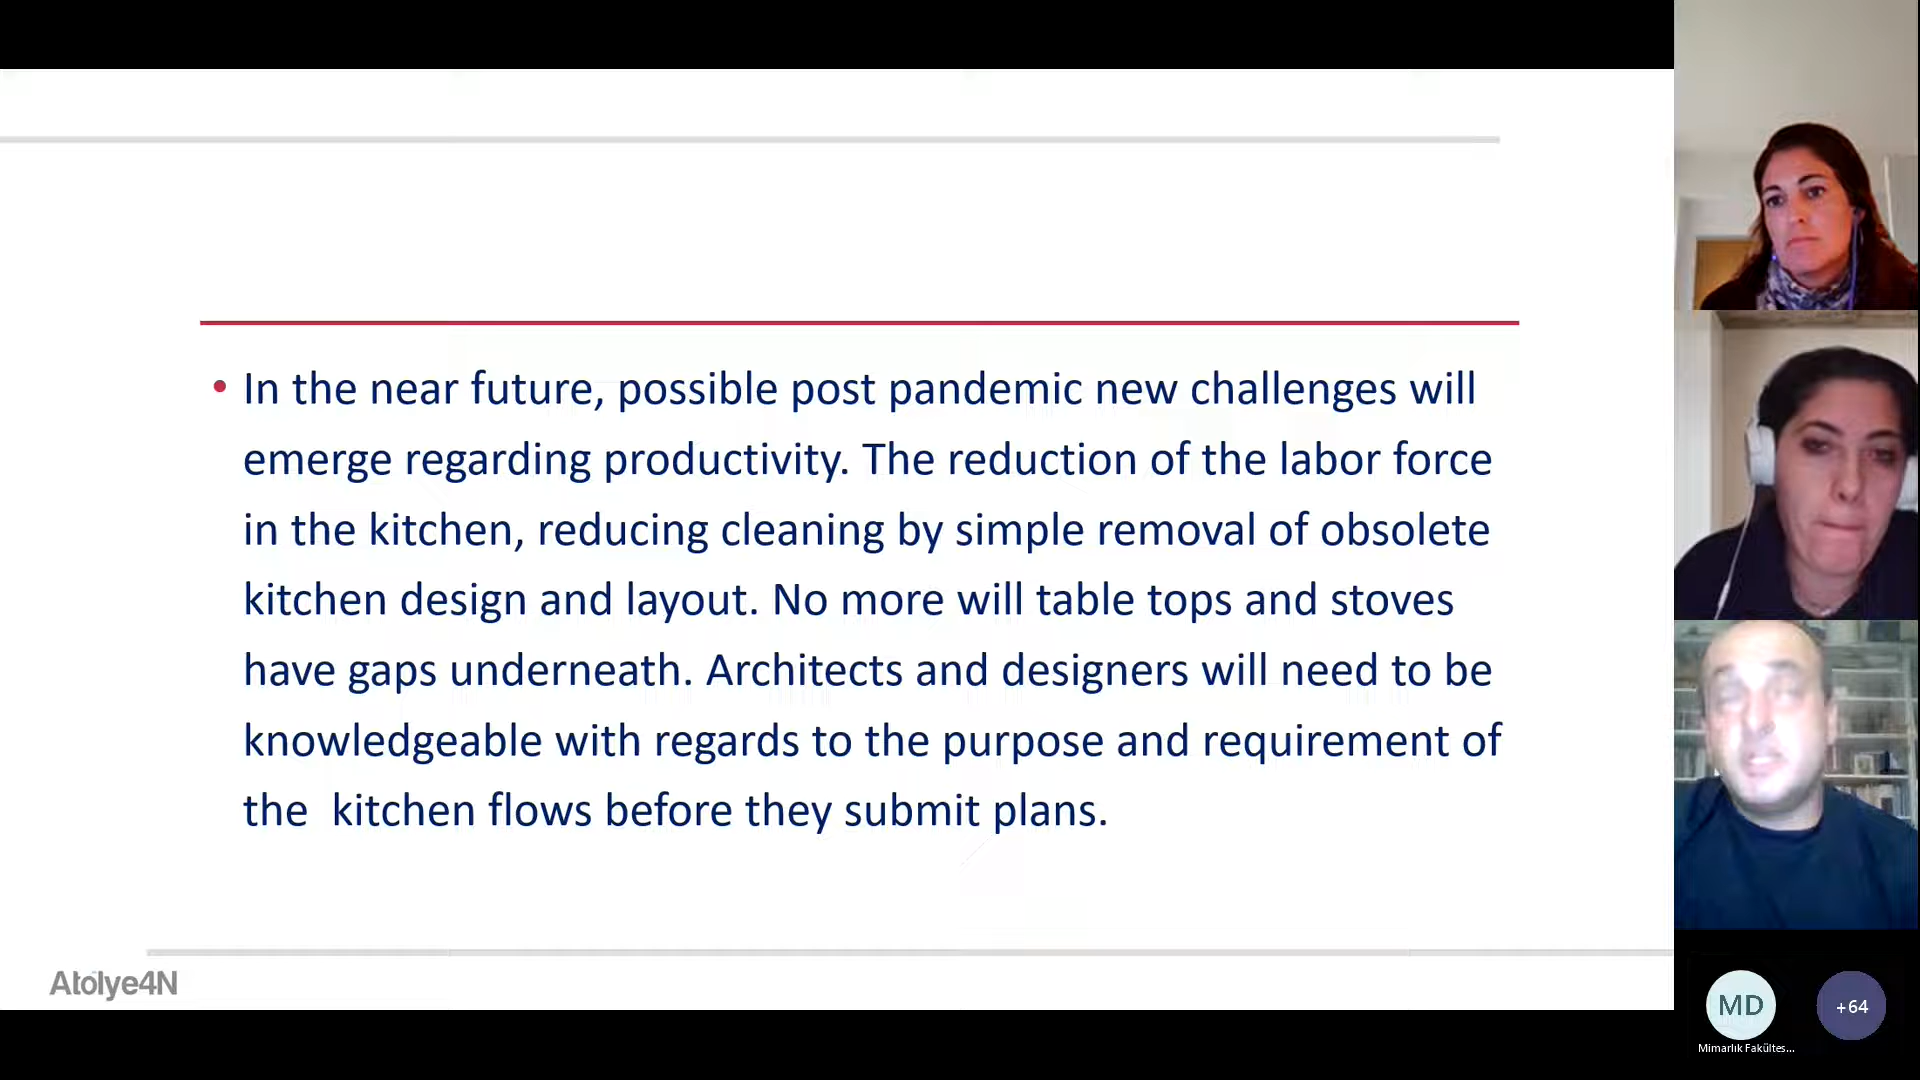 • In the near future, possible post pandemic new challenges will
emerge regarding productivity. The reduction of the labor force
in the kitchen, reducing cleaning by simple removal of obsolete
kitchen design and layout. No more will table tops and stoves
have gaps underneath. Architects and designers will need to be
knowledgeable with regards to the purpose and requirement of
the  kitchen flows before they submit plans.
Atölye4N
MD
+64
Mimarlık Fakültes...